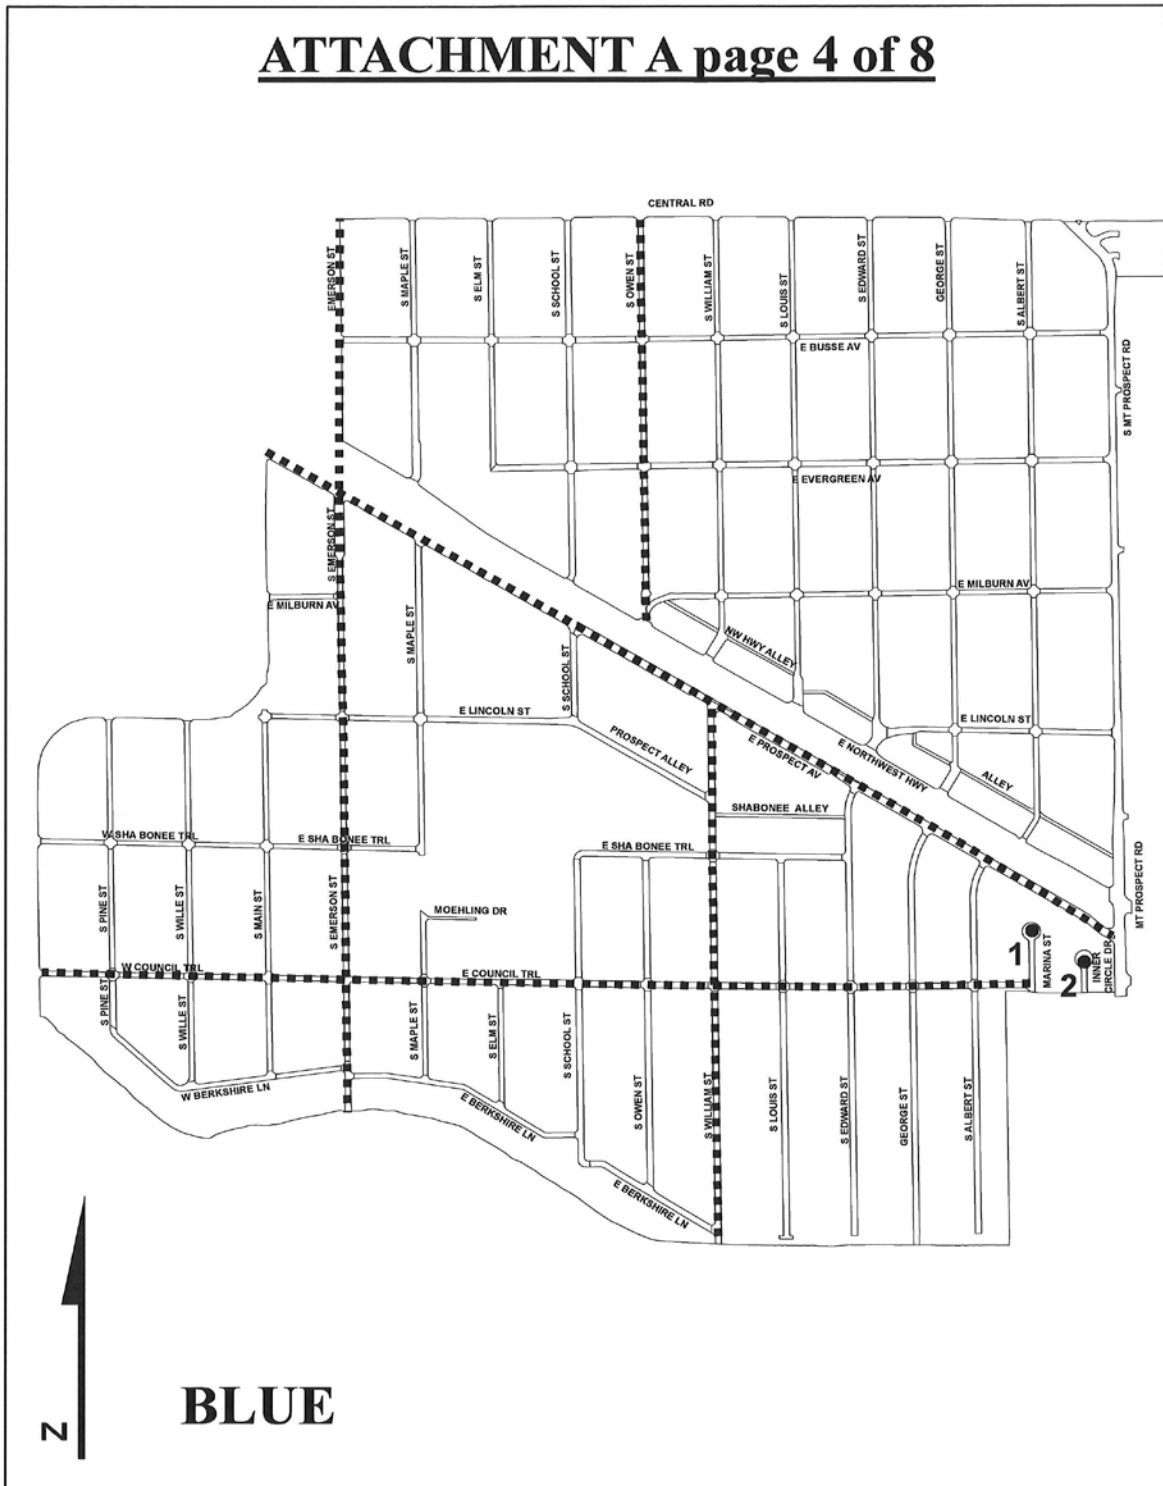 ATTACHMENT A page 4 of 8
CENTRAL RD
EMERSON ST
S MAPLE ST
S ELM ST
S SCHOOL ST
S OWEN ST
S WILLIAM ST
S LOUIS ST
S EDWARD ST
GEORGE ST
S ALBERT ST
E BUSSE AV
S MT PROSPECT RD
E EVERGREEN AV
S EMERSON ST
E MILBURN AV
E MILBURN AV
S MAPLE ST
NW HWY ALLEY
S SCHOOL ST
E LINCOLN ST
E LINCOLN ST
PROSPECT ALLEY
E PROSPECT AV
E NORTHWEST HWY
ALLEY
SHABONEE ALLEY
W SHA BONEE TRL
E SHA BONEE TRL
E SHA BONEE TRL
MT PROSPECT RD
S PINE ST
S WILLE ST
S MAIN ST
S EMERSON ST
MOEHLING DR
1
MARINA ST
2
INNER
CIRCLE DR
W COUNCIL TRL
E COUNCIL TRL
S PINE ST
S WILLE ST
S MAPLE ST
S ELM ST
S SCHOOL ST
S OWEN ST
S WILLIAM ST
S LOUIS ST
S EDWARD ST
GEORGE ST
S ALBERT ST
W BERKSHIRE LN
E BERKSHIRE LN
E BERKSHIRE LN
BLUE
N